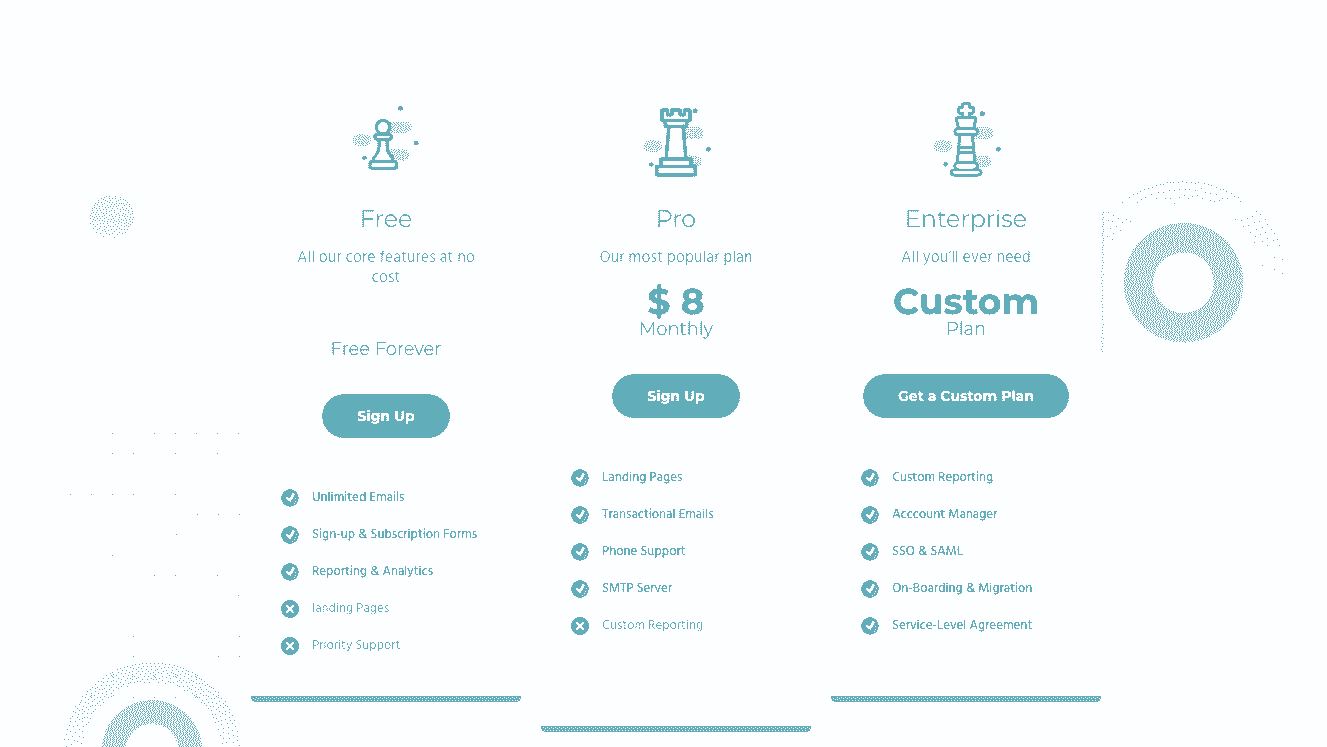 Free
All our core features at no
cost
Free Forever
Sign Up
Unlimited Emails
Sign-up & Subscription Forms
Reporting & Analytics
landing Pages
Priority Support
Pro
Our most popular plan
$ 8
Monthly
Sign Up
Landing Pages
Transactional Emails
Phone Support
SMTP Server
Custom Reporting
Enterprise
All you'll ever need
Custom
Plan
Get a Custom Plan
Custom Reporting
Acccount Manager
SSO & SAML
On-Boarding & Migration
Service-Level Agreement